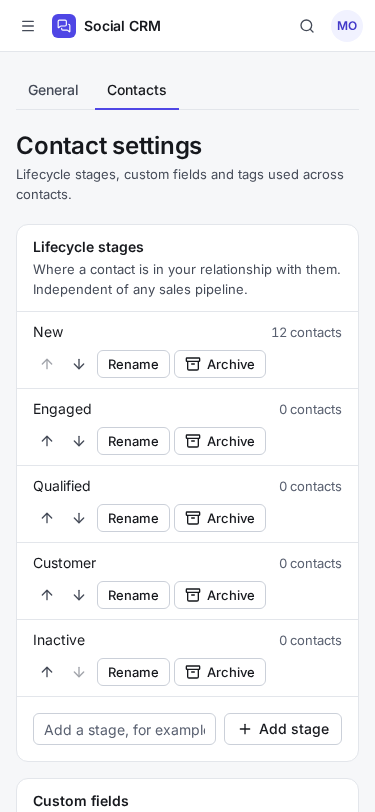 Social CRM
MO
General
Contacts
Contact settings
Lifecycle stages, custom fields and tags used across
contacts.
Lifecycle stages
Where a contact is in your relationship with them.
Independent of any sales pipeline.
New
12 contacts
Rename
Archive
Engaged
0 contacts
Rename
Archive
Qualified
0 contacts
Rename
Archive
Customer
0 contacts
Rename
Archive
Inactive
0 contacts
Rename
Archive
Add a stage, for example
Add stage
Custom fields